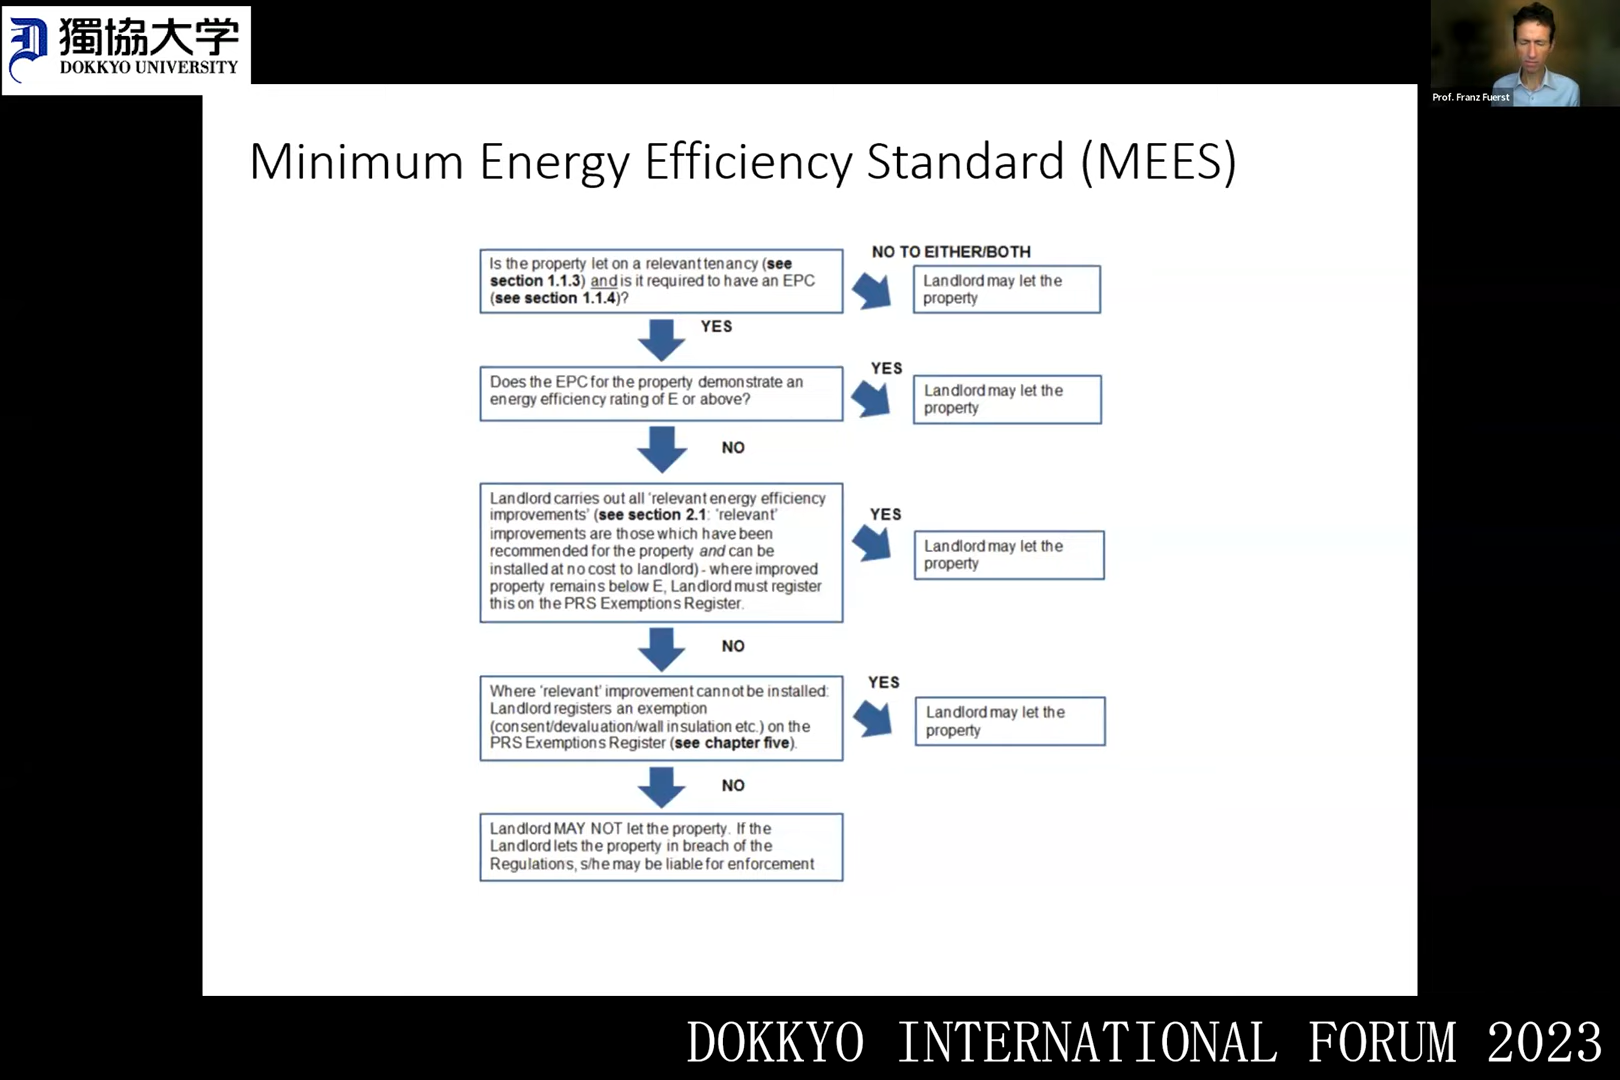 獨協大学
DOKKYO UNIVERSITY
Prof. Franz Fuerst
Minimum Energy Efficiency Standard (MEES)
Is the property let on a relevant tenancy (see
section 1.1.3) and is it required to have an EPC
(see section 1.1.4)?
NO TO EITHER/BOTH
Landlord may let the
property
YES
Does the EPC for the property demonstrate an
energy efficiency rating of E or above?
YES
Landlord may let the
property
NO
Landlord carries out all 'relevant energy efficiency
improvements' (see section 2.1: 'relevant'
improvements are those which have been
recommended for the property and can be
installed at no cost to landlord) - where improved
property remains below E, Landlord must register
this on the PRS Exemptions Register.
YES
Landlord may let the
property
NO
Where 'relevant' improvement cannot be installed:
Landlord registers an exemption
(consent/devaluation/wall insulation etc.) on the
PRS Exemptions Register (see chapter five).
YES
Landlord may let the
property
NO
Landlord MAY NOT let the property. If the
Landlord lets the property in breach of the
Regulations, s/he may be liable for enforcement
DOKKYO INTERNATIONAL FORUM 2023